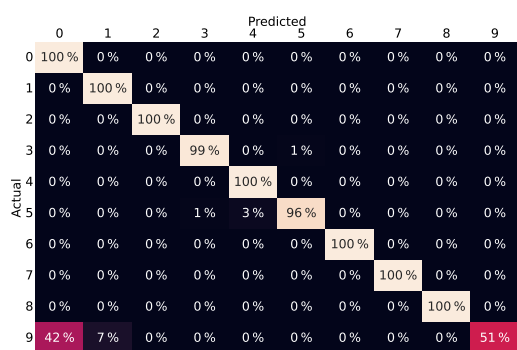 Predicted
0 1 2 3 4 5 6 7 8 9
0 100 % 0 % 0 % 0 % 0 % 0 % 0 % 0 % 0 % 0 %
1 0 % 100 % 0 % 0 % 0 % 0 % 0 % 0 % 0 % 0 %
2 0 % 0 % 100 % 0 % 0 % 0 % 0 % 0 % 0 % 0 %
3 0 % 0 % 0 % 99 % 0 % 1 % 0 % 0 % 0 % 0 %
4 0 % 0 % 0 % 0 % 100 % 0 % 0 % 0 % 0 % 0 %
Actual
5 0 % 0 % 0 % 1 % 3 % 96 % 0 % 0 % 0 % 0 %
6 0 % 0 % 0 % 0 % 0 % 0 % 100 % 0 % 0 % 0 %
7 0 % 0 % 0 % 0 % 0 % 0 % 0 % 100 % 0 % 0 %
8 0 % 0 % 0 % 0 % 0 % 0 % 0 % 0 % 100 % 0 %
9 42 % 7 % 0 % 0 % 0 % 0 % 0 % 0 % 0 % 51 %